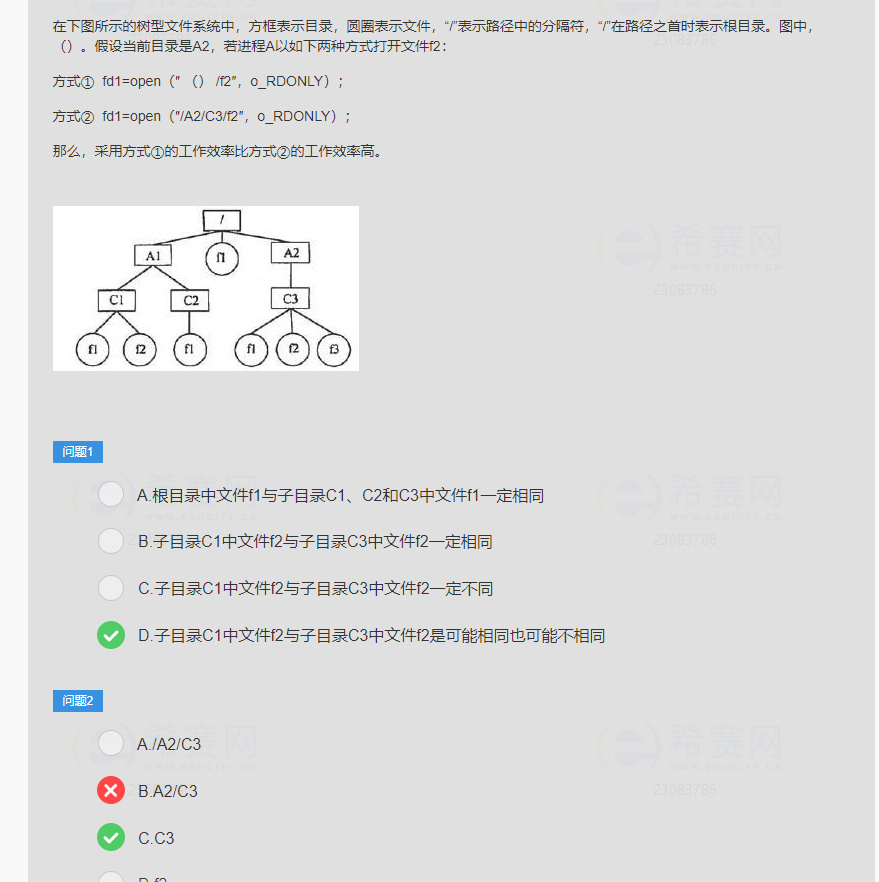 在下图所示的树型文件系统中，方框表示目录，圆圈表示文件，“/”表示路径中的分隔符，“/”在路径之首时表示根目录。图中，
（）。假设当前目录是A2，若进程A以如下两种方式打开文件f2：
方式① fd1=open（″ （） /f2″，o_RDONLY）；
方式② fd1=open（″/A2/C3/f2″，o_RDONLY）；
那么，采用方式①的工作效率比方式②的工作效率高。
/
A1 f1 A2
C1 C2 C3
f1 f2 f1 f1 f2 f3
问题1
A.根目录中文件f1与子目录C1、C2和C3中文件f1一定相同
B.子目录C1中文件f2与子目录C3中文件f2一定相同
C.子目录C1中文件f2与子目录C3中文件f2一定不同
D.子目录C1中文件f2与子目录C3中文件f2是可能相同也可能不相同
问题2
A./A2/C3
B.A2/C3
C.C3
D.f2
希赛网
WWW.EDUCITY.CN
23083786